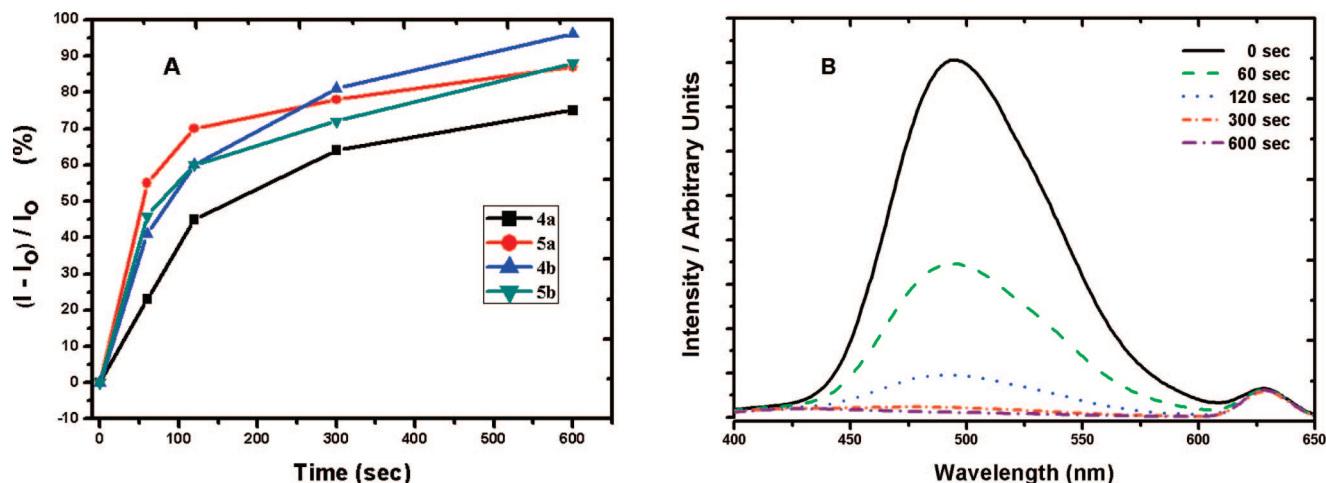 A
(I - Io) / Io (%)
100
90
80
70
60
50
40
30
20
10
0
-10
0 100 200 300 400 500 600
Time (sec)
4a
5a
4b
5b
B
Intensity / Arbitrary Units
0 sec
60 sec
120 sec
300 sec
600 sec
400 450 500 550 600 650
Wavelength (nm)